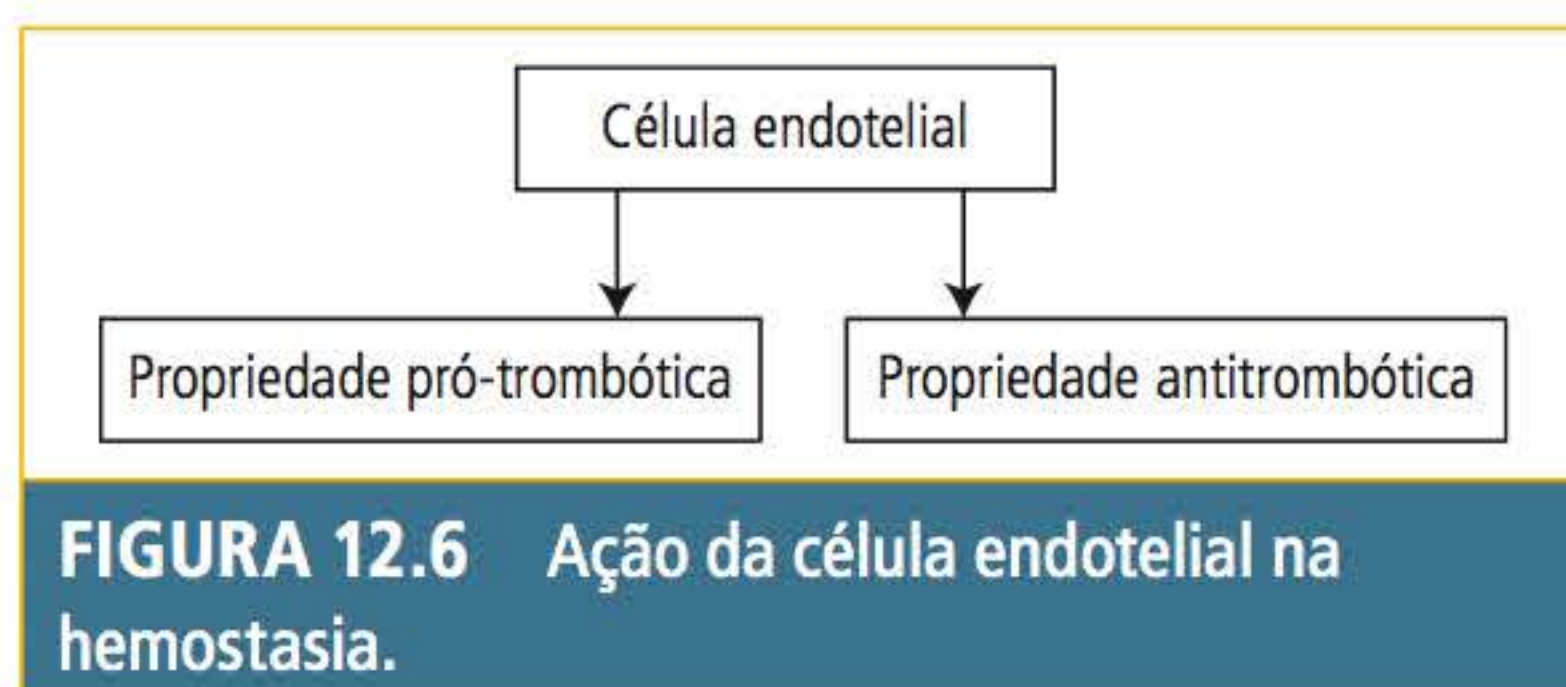 Célula endotelial
Propriedade pró-trombótica
Propriedade antitrombótica
FIGURA 12.6 Ação da célula endotelial na
hemostasia.